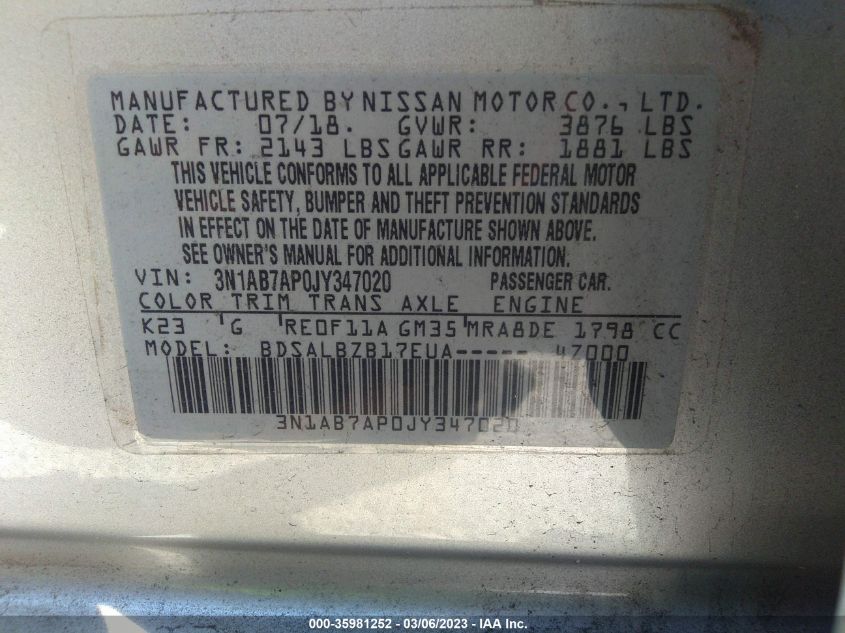 MANUFACTURED BY NISSAN MOTOR CO., LTD.
DATE: 07/18. GVWR: 3876 LBS
GAWR FR: 2143 LBS GAWR RR: 1881 LBS
THIS VEHICLE CONFORMS TO ALL APPLICABLE FEDERAL MOTOR
VEHICLE SAFETY, BUMPER AND THEFT PREVENTION STANDARDS
IN EFFECT ON THE DATE OF MANUFACTURE SHOWN ABOVE.
SEE OWNER'S MANUAL FOR ADDITIONAL INFORMATION.
VIN: 3N1AB7AP0JY347020 PASSENGER CAR.
COLOR TRIM TRANS AXLE ENGINE
K23 'G 'RE0F11A GM35'MRA8DE 1798 CC
MODEL: BDSALBZB17EUA----- 47000
3N1AB7AP0JY347020
000-35981252 - 03/06/2023 - IAA Inc.